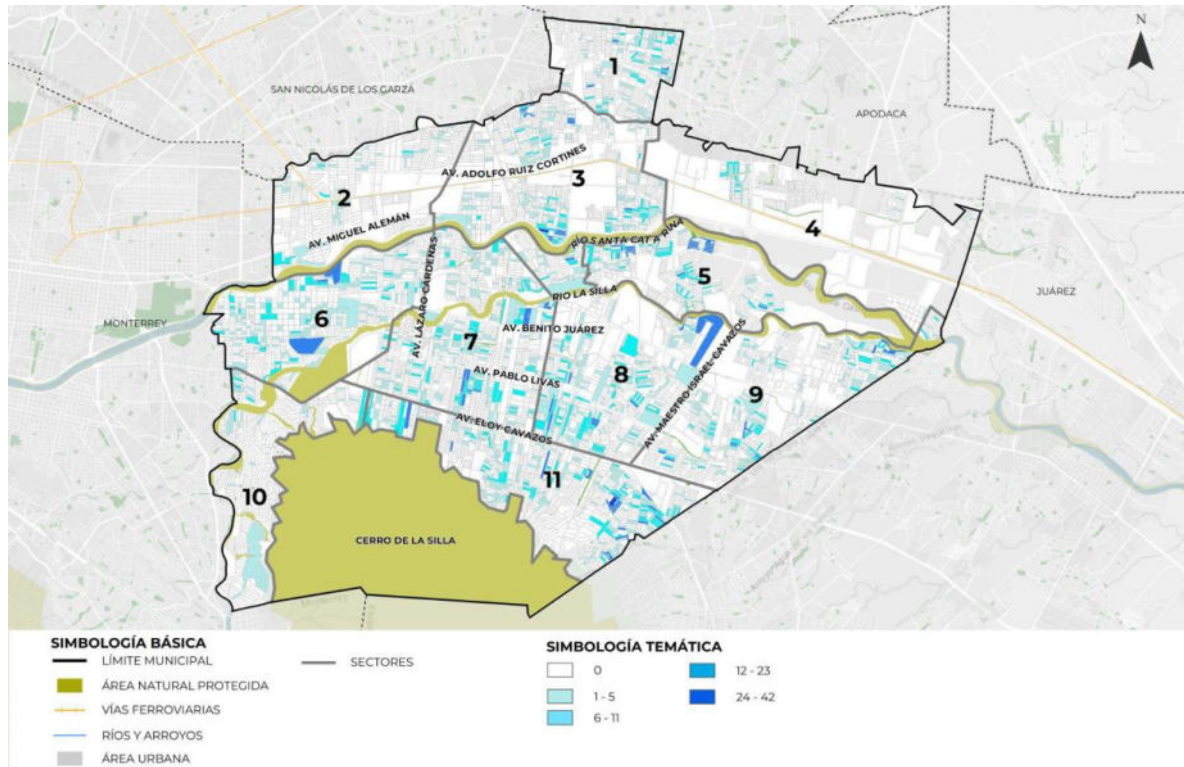 N
1
SAN NICOLÁS DE LOS GARZA
APODACA
AV. ADOLFO RUIZ CORTINES
3
2
AV. MIGUEL ALEMÁN
4
RÍO SANTA CATARINA
AV. LÁZARO CÁRDENAS
5
RIO LA SILLA
JUÁREZ
MONTERREY
6
AV. BENITO JUÁREZ
7
AV. PABLO LIVAS
8
AV. MAESTRO ISRAEL CAVAZOS
9
AV. ELOY CAVAZOS
11
10
CERRO DE LA SILLA
SIMBOLOGÍA BÁSICA
LÍMITE MUNICIPAL
SECTORES
ÁREA NATURAL PROTEGIDA
VÍAS FERROVIARIAS
RÍOS Y ARROYOS
ÁREA URBANA
SIMBOLOGÍA TEMÁTICA
0
12 - 23
1 - 5
24 - 42
6 - 11